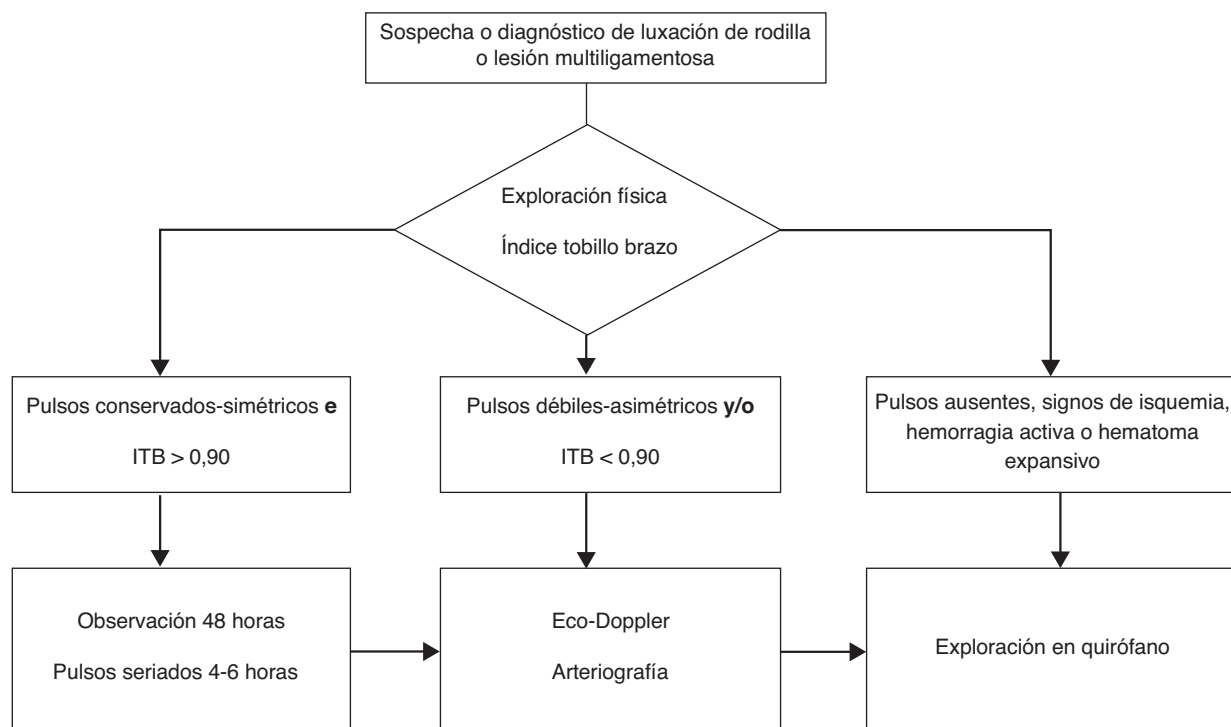 Sospecha o diagnóstico de luxación de rodilla
o lesión multiligamentosa
Exploración física
Índice tobillo brazo
Pulsos conservados-simétricos e
ITB > 0,90
Pulsos débiles-asimétricos y/o
ITB < 0,90
Pulsos ausentes, signos de isquemia,
hemorragia activa o hematoma
expansivo
Observación 48 horas
Pulsos seriados 4-6 horas
Eco-Doppler
Arteriografía
Exploración en quirófano